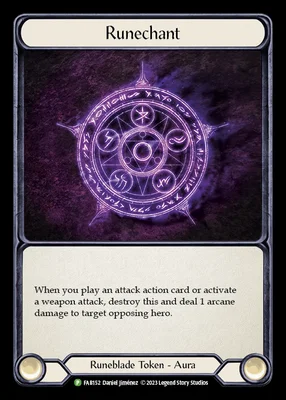 Runechant
When you play an attack action card or activate
a weapon attack, destroy this and deal 1 arcane
damage to target opposing hero.
Runeblade Token - Aura
P FAB152 Daniel Jiménez © 2023 Legend Story Studios